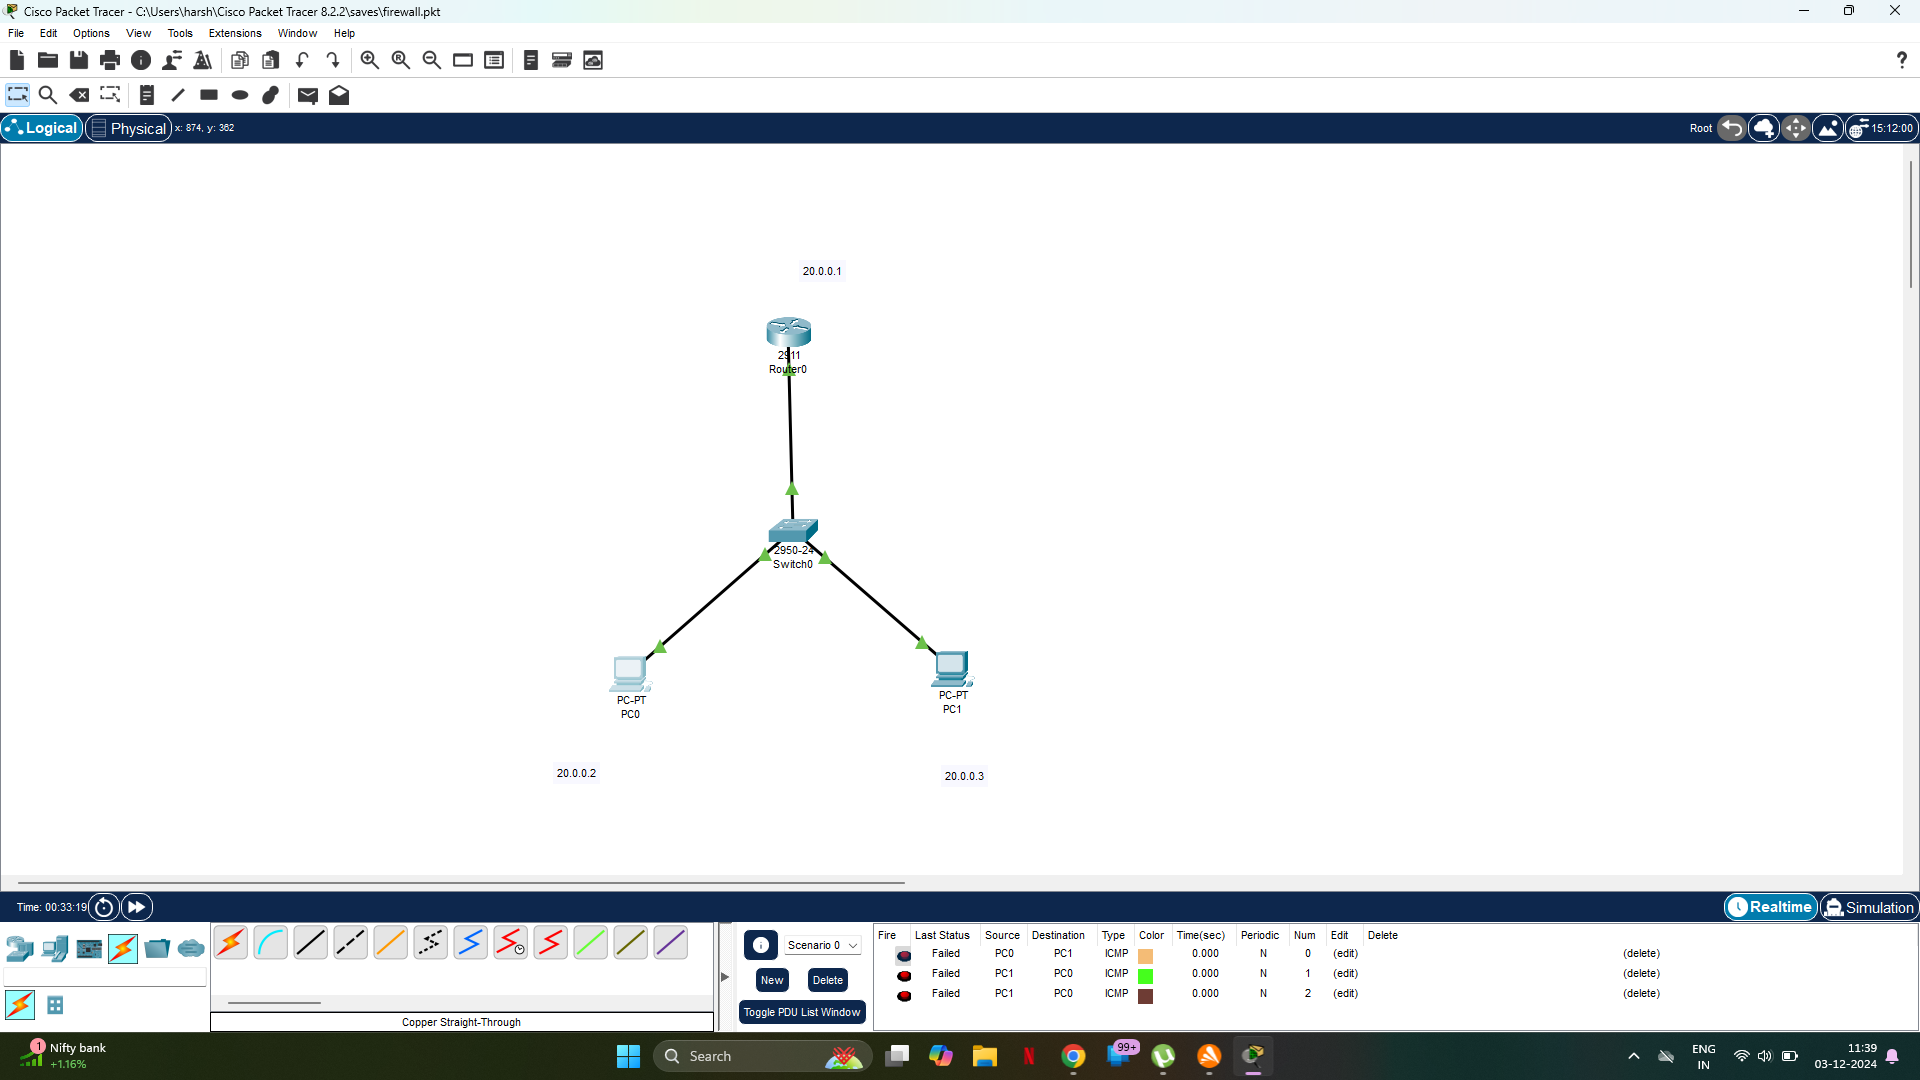 Cisco Packet Tracer - C:\Users\harsh\Cisco Packet Tracer 8.2.2\saves\firewall.pkt
File Edit Options View Tools Extensions Window Help
?
Logical Physical x: 874, y: 362 Root 15:12:00
20.0.0.1
2911
Router0
2950-24
Switch0
PC-PT
PC0
PC-PT
PC1
20.0.0.2
20.0.0.3
Time: 00:33:19 Realtime Simulation
Scenario 0
New Delete
Toggle PDU List Window
Copper Straight-Through
Fire Last Status Source Destination Type Color Time(sec) Periodic Num Edit Delete
Failed PC0 PC1 ICMP 0.000 N 0 (edit) (delete)
Failed PC1 PC0 ICMP 0.000 N 1 (edit) (delete)
Failed PC1 PC0 ICMP 0.000 N 2 (edit) (delete)
1 Nifty bank
+1.16%
Search
N
99+
ENG
IN
11:39
03-12-2024